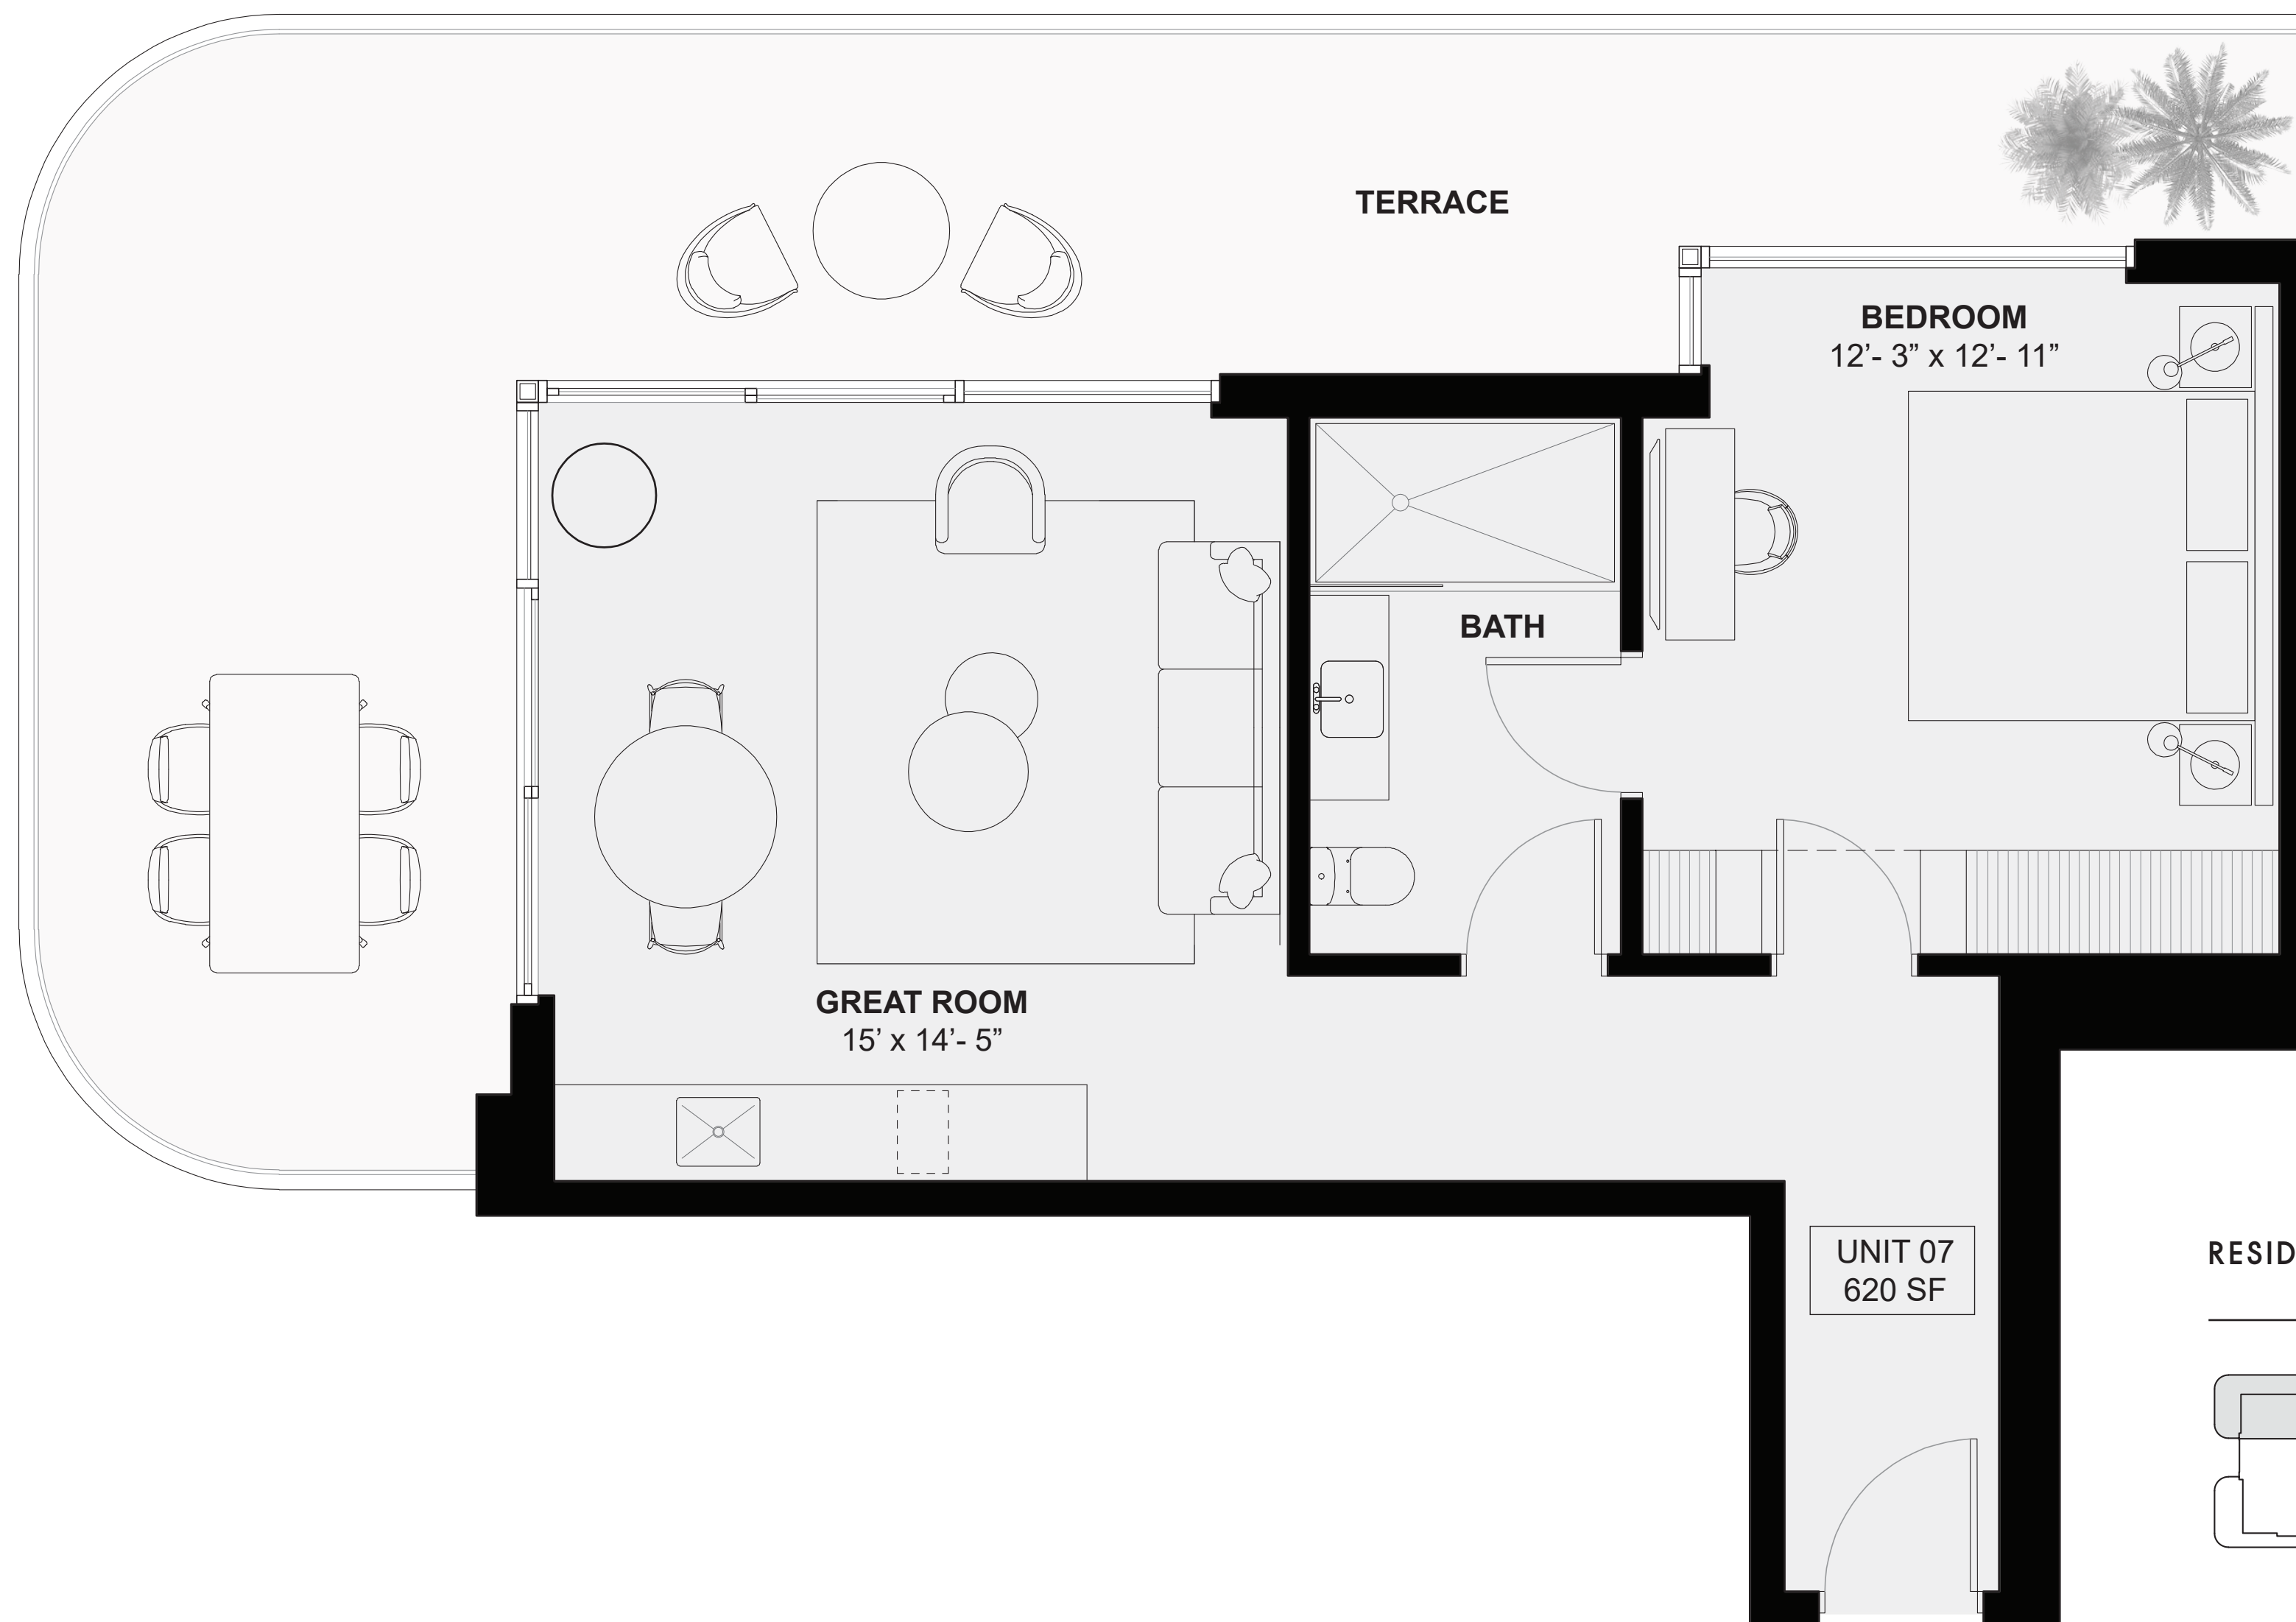 TERRACE
BEDROOM
12’- 3” x 12’- 11”
BATH
GREAT ROOM
15’ x 14’- 5”
UNIT 07
620 SF
RESID